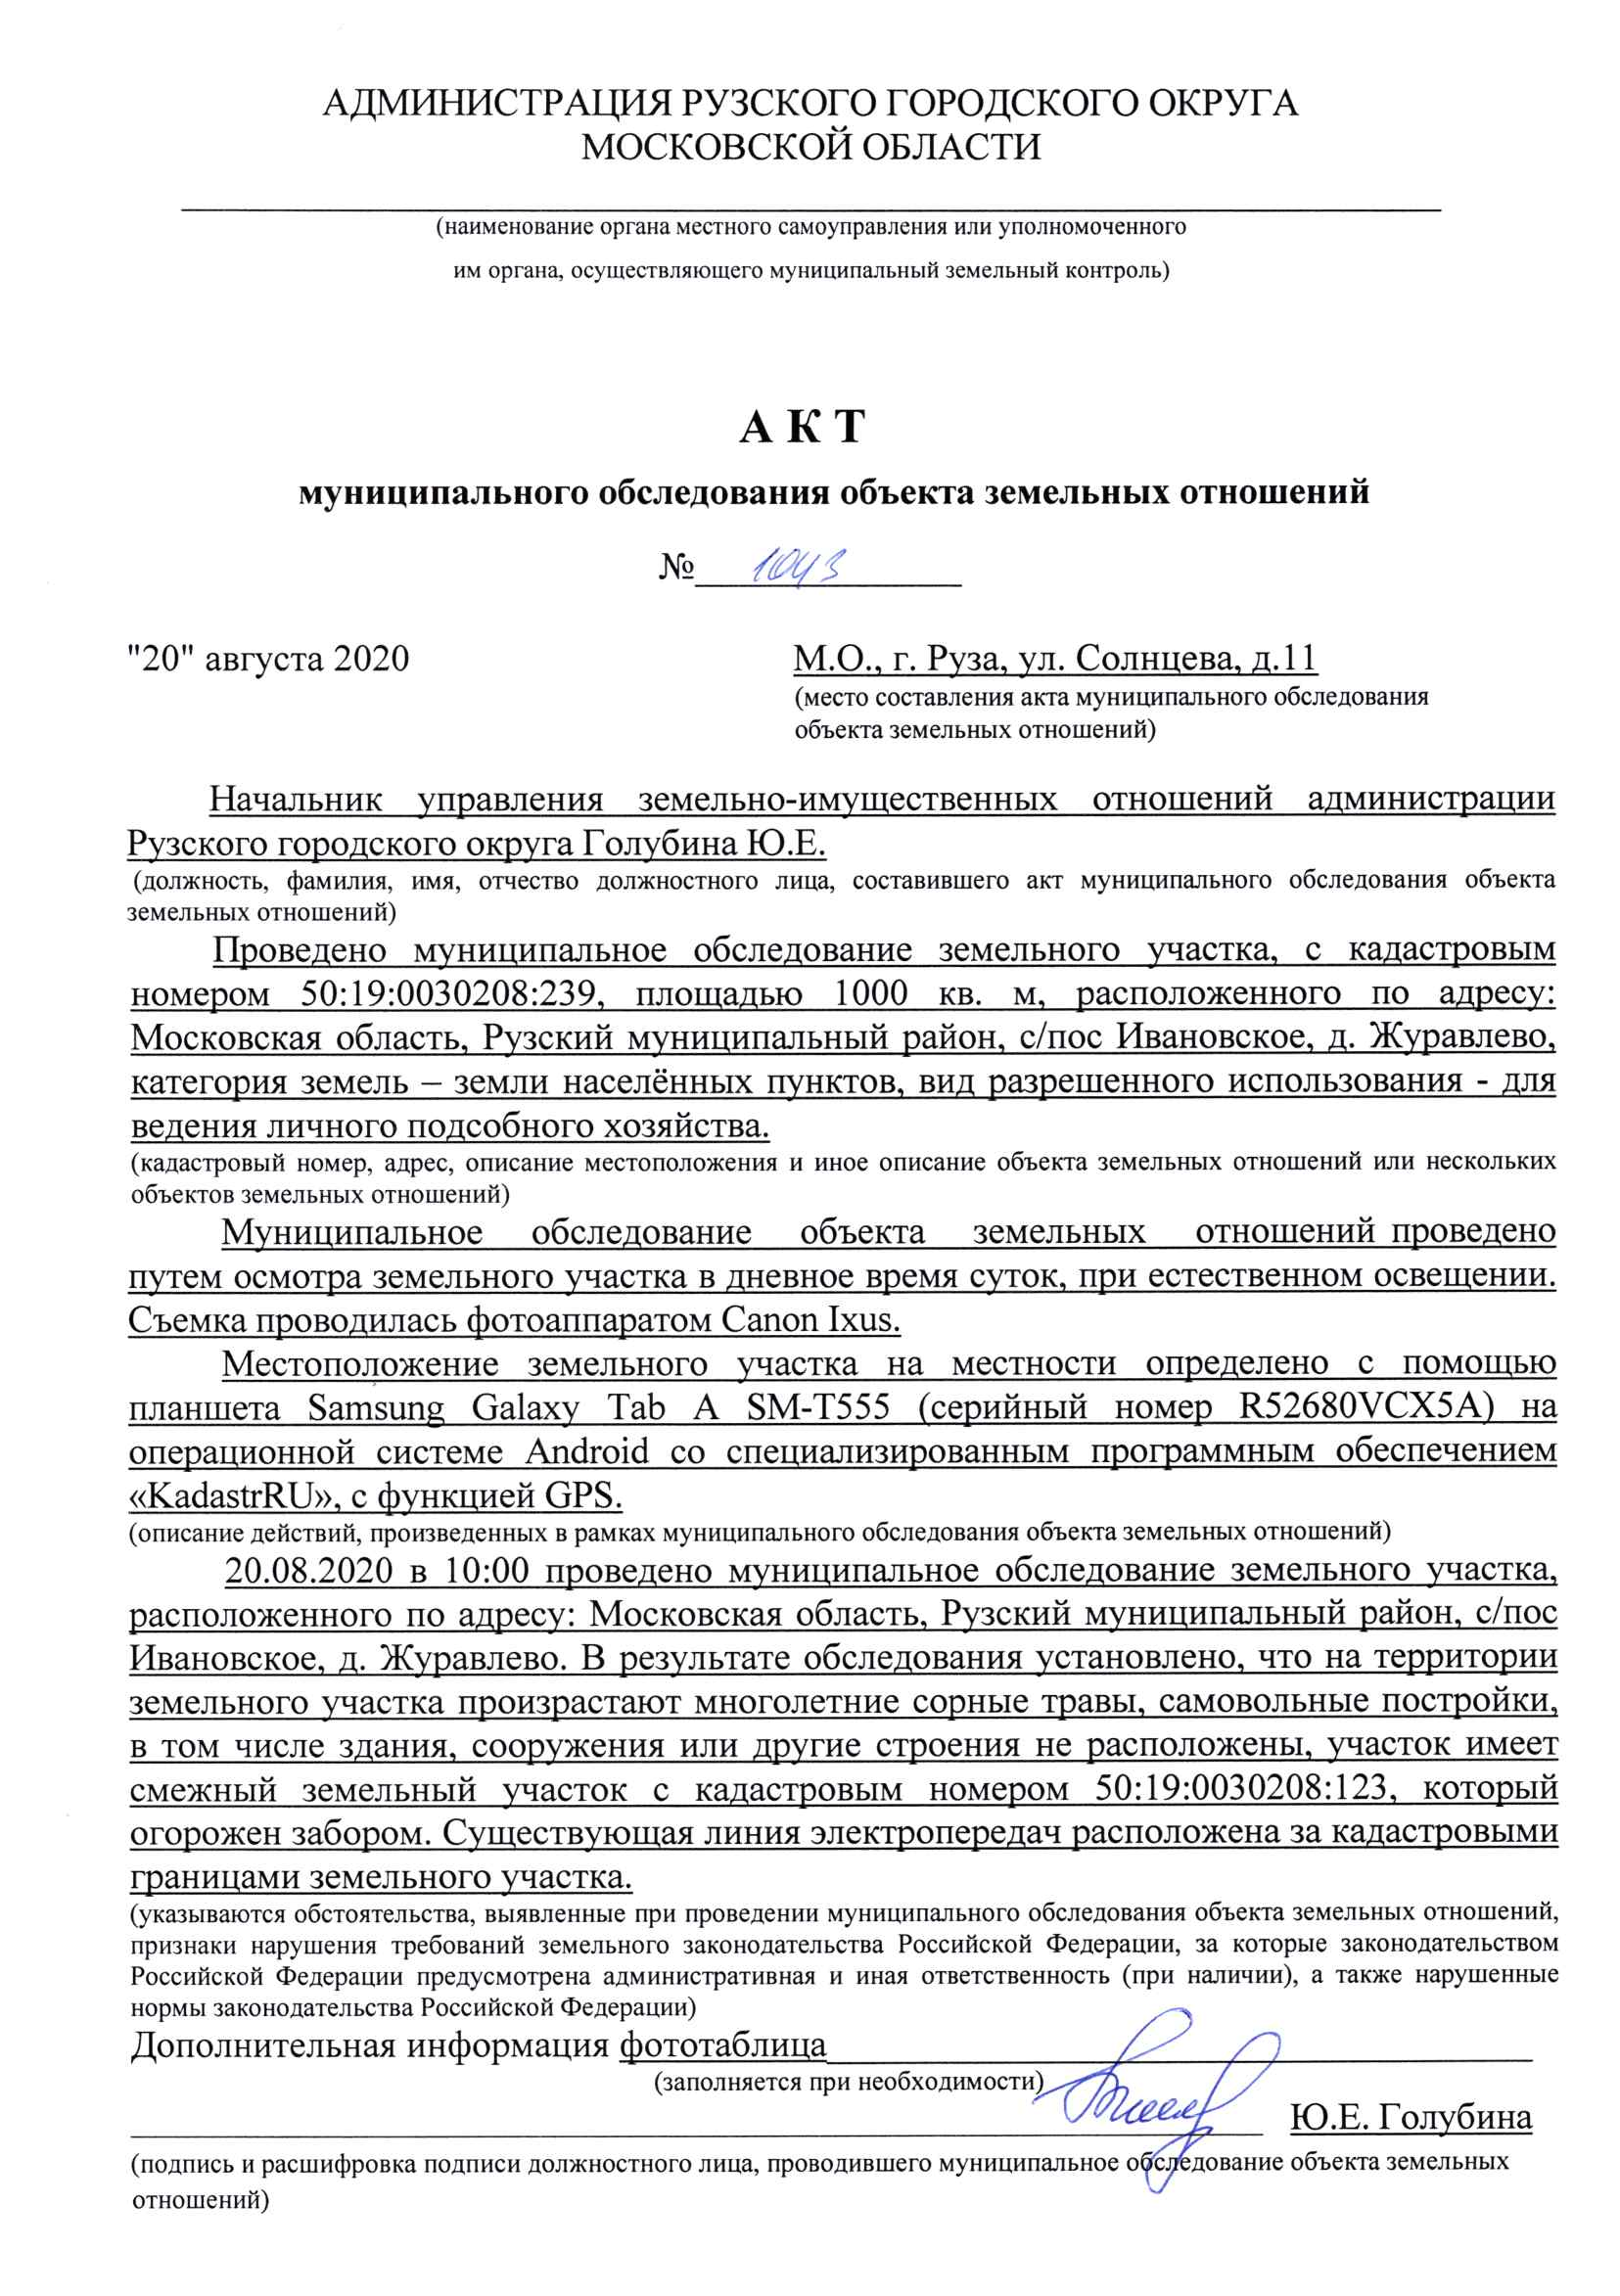 АДМИНИСТРАЦИЯ РУЗСКОГО ГОРОДСКОГО ОКРУГА
МОСКОВСКОЙ ОБЛАСТИ
(наименование органа местного самоуправления или уполномоченного
им органа, осуществляющего муниципальный земельный контроль)
А К Т
муниципального обследования объекта земельных отношений
№ 1043
"20" августа 2020
М.О., г. Руза, ул. Солнцева, д.11
(место составления акта муниципального обследования
объекта земельных отношений)
Начальник управления земельно-имущественных отношений администрации
Рузского городского округа Голубина Ю.Е.
(должность, фамилия, имя, отчество должностного лица, составившего акт муниципального обследования объекта
земельных отношений)
Проведено муниципальное обследование земельного участка, с кадастровым
номером 50:19:0030208:239, площадью 1000 кв. м, расположенного по адресу:
Московская область, Рузский муниципальный район, с/пос Ивановское, д. Журавлево,
категория земель – земли населённых пунктов, вид разрешенного использования - для
ведения личного подсобного хозяйства.
(кадастровый номер, адрес, описание местоположения и иное описание объекта земельных отношений или нескольких
объектов земельных отношений)
Муниципальное обследование объекта земельных отношений проведено
путем осмотра земельного участка в дневное время суток, при естественном освещении.
Съемка проводилась фотоаппаратом Canon Ixus.
Местоположение земельного участка на местности определено с помощью
планшета Samsung Galaxy Tab A SM-T555 (серийный номер R52680VCX5A) на
операционной системе Android со специализированным программным обеспечением
«KadastrRU», с функцией GPS.
(описание действий, произведенных в рамках муниципального обследования объекта земельных отношений)
20.08.2020 в 10:00 проведено муниципальное обследование земельного участка,
расположенного по адресу: Московская область, Рузский муниципальный район, с/пос
Ивановское, д. Журавлево. В результате обследования установлено, что на территории
земельного участка произрастают многолетние сорные травы, самовольные постройки,
в том числе здания, сооружения или другие строения не расположены, участок имеет
смежный земельный участок с кадастровым номером 50:19:0030208:123, который
огорожен забором. Существующая линия электропередач расположена за кадастровыми
границами земельного участка.
(указываются обстоятельства, выявленные при проведении муниципального обследования объекта земельных отношений,
признаки нарушения требований земельного законодательства Российской Федерации, за которые законодательством
Российской Федерации предусмотрена административная и иная ответственность (при наличии), а также нарушенные
нормы законодательства Российской Федерации)
Дополнительная информация фототаблица
(заполняется при необходимости)
Ю.Е. Голубина
(подпись и расшифровка подписи должностного лица, проводившего муниципальное обследование объекта земельных
отношений)